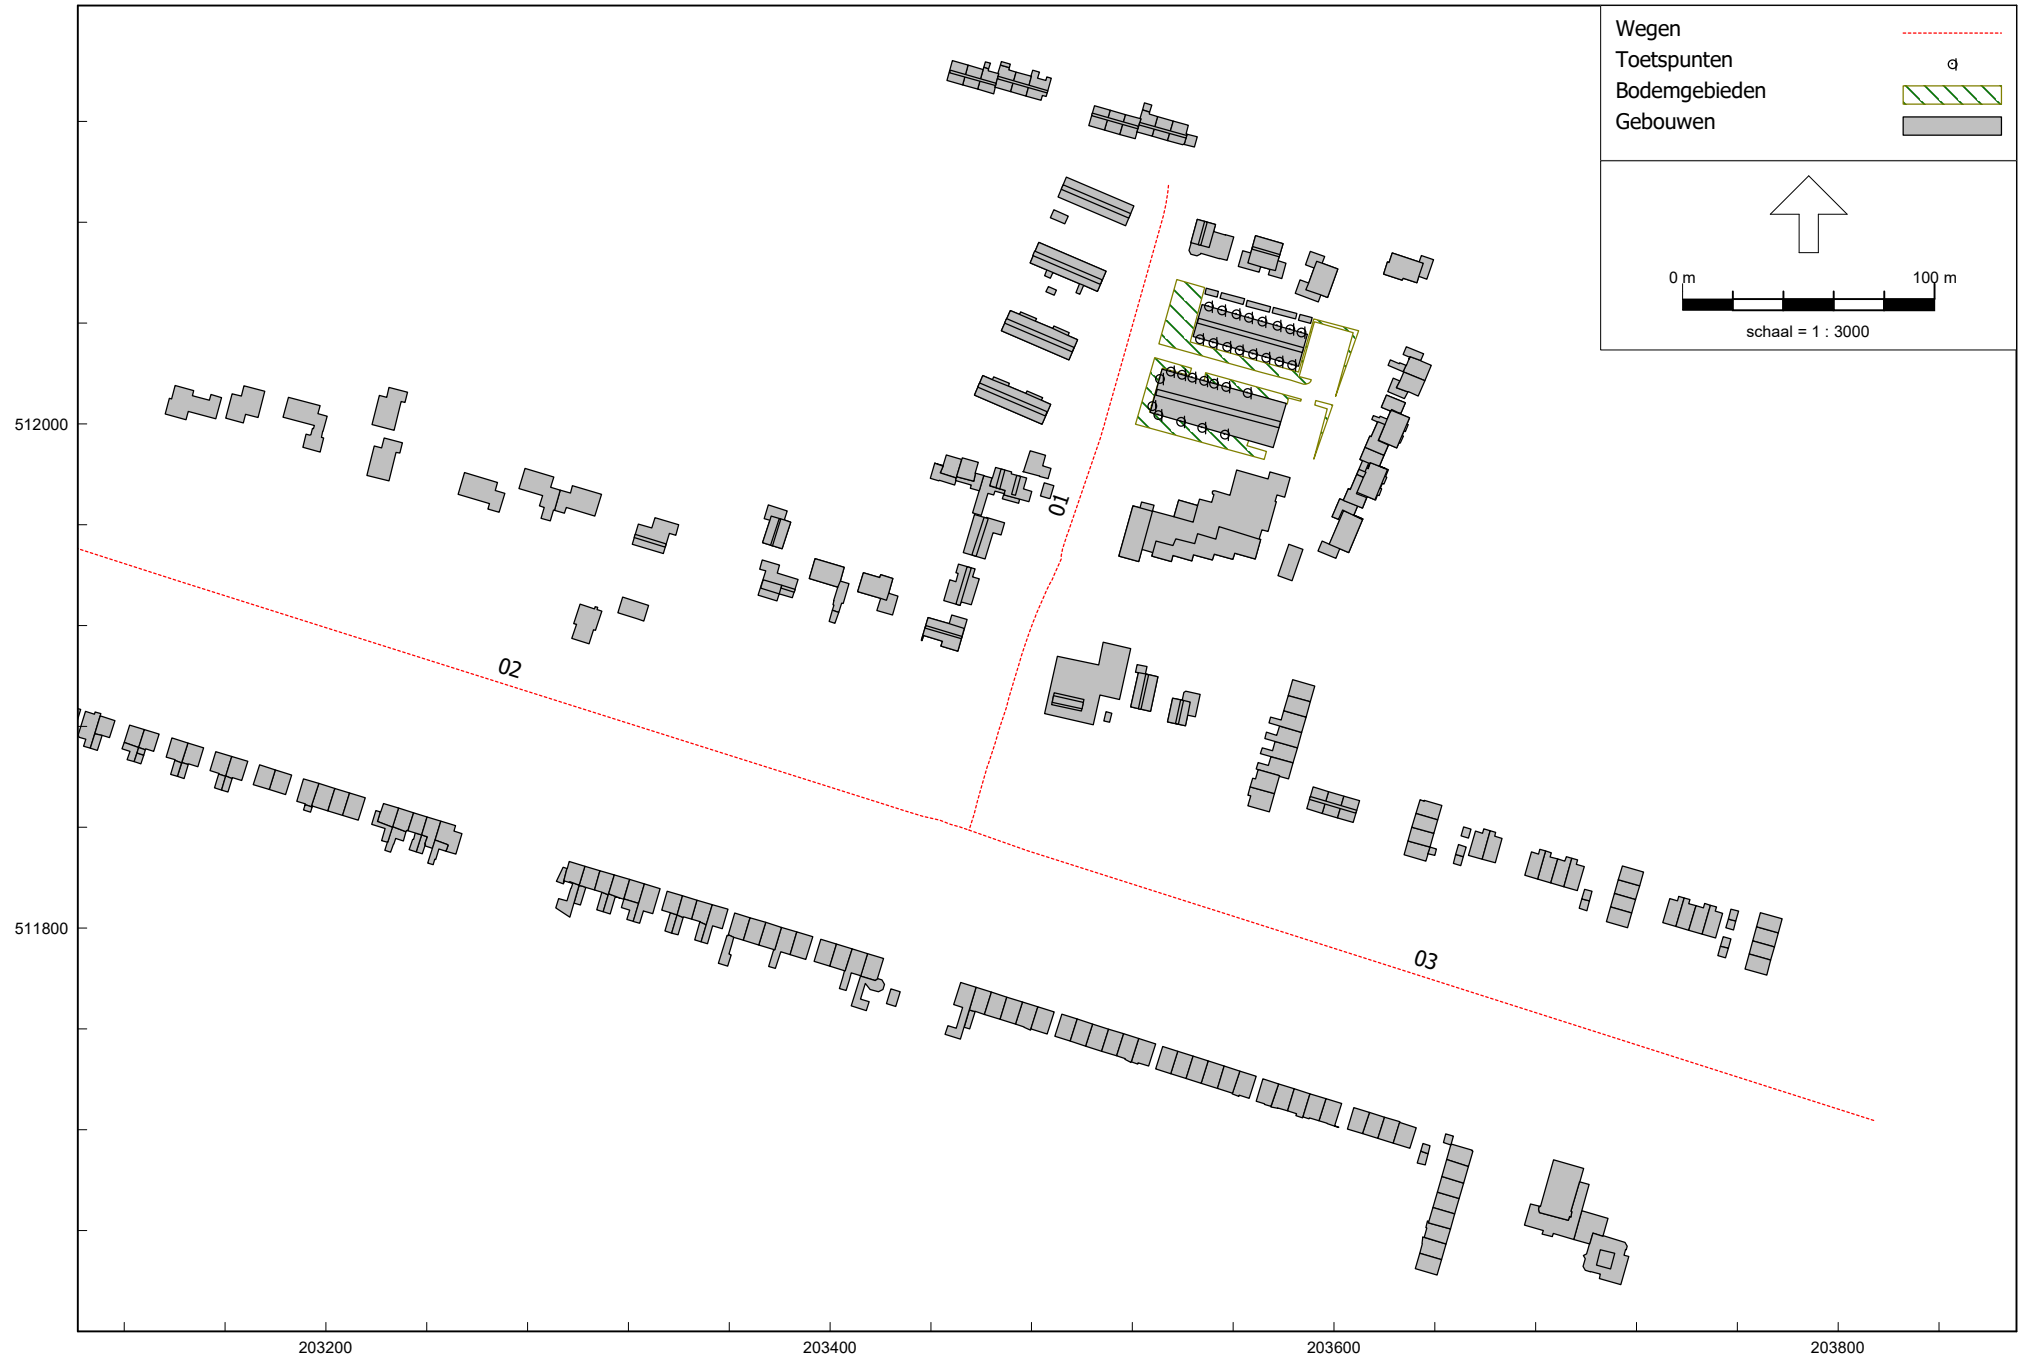 Wegen
Toetspunten
Bodemgebieden
Gebouwen
0 m 100 m
schaal = 1 : 3000
512000
01
02
511800
03
203200 203400 203600 203800